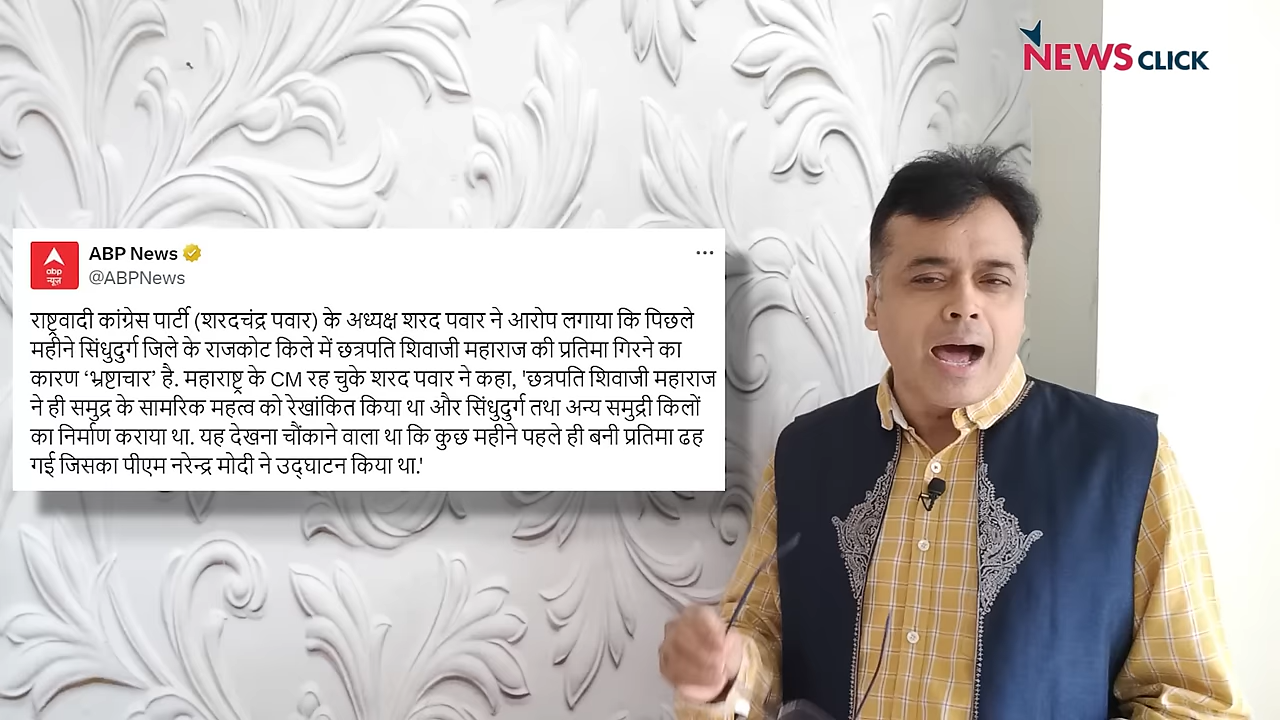 NEWS CLICK
ABP News
@ABPNews
abp
न्यूज़
राष्ट्रवादी कांग्रेस पार्टी (शरदचंद्र पवार) के अध्यक्ष शरद पवार ने आरोप लगाया कि पिछले
महीने सिंधुदुर्ग जिले के राजकोट किले में छत्रपति शिवाजी महाराज की प्रतिमा गिरने का
कारण ‘भ्रष्टाचार’ है. महाराष्ट्र के CM रह चुके शरद पवार ने कहा, 'छत्रपति शिवाजी महाराज
ने ही समुद्र के सामरिक महत्व को रेखांकित किया था और सिंधुदुर्ग तथा अन्य समुद्री किलों
का निर्माण कराया था. यह देखना चौंकाने वाला था कि कुछ महीने पहले ही बनी प्रतिमा ढह
गई जिसका पीएम नरेन्द्र मोदी ने उद्घाटन किया था.'